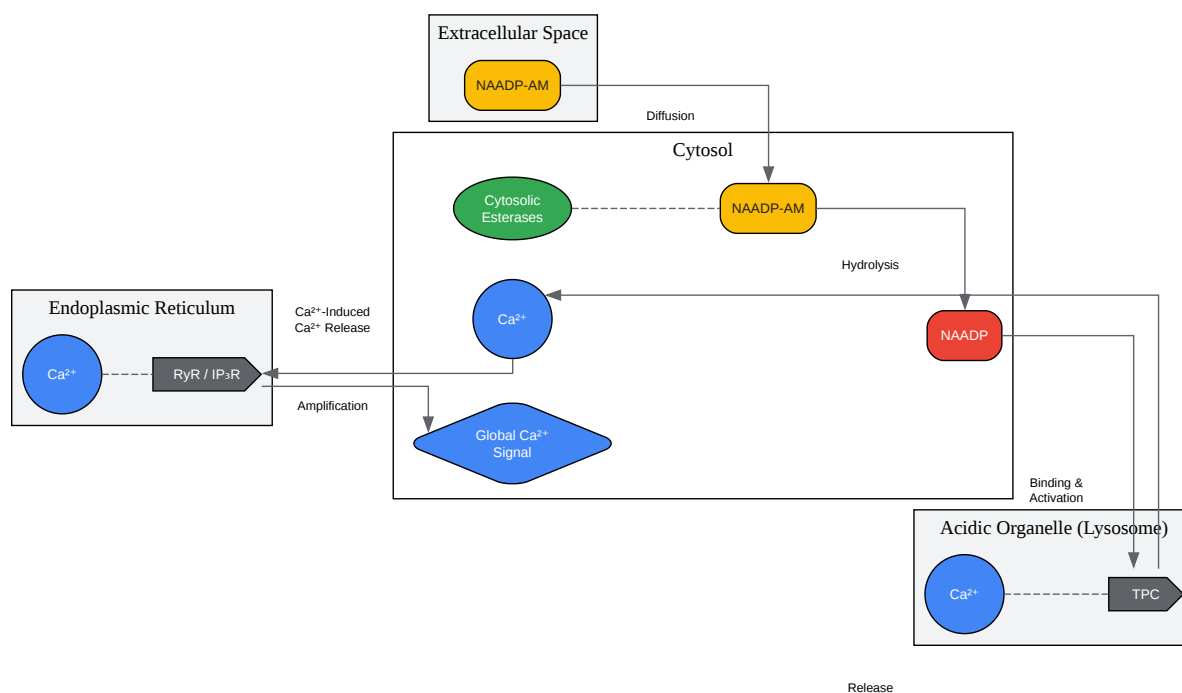 Extracellular Space
NAADP-AM
Diffusion
Cytosol
Cytosolic
Esterases
NAADP-AM
Hydrolysis
Endoplasmic Reticulum
Ca²⁺-Induced
Ca²⁺ Release
Ca²⁺
NAADP
Ca²⁺
RyR / IP₃R
Amplification
Global Ca²⁺
Signal
Binding &
Activation
Acidic Organelle (Lysosome)
Ca²⁺
TPC
Release